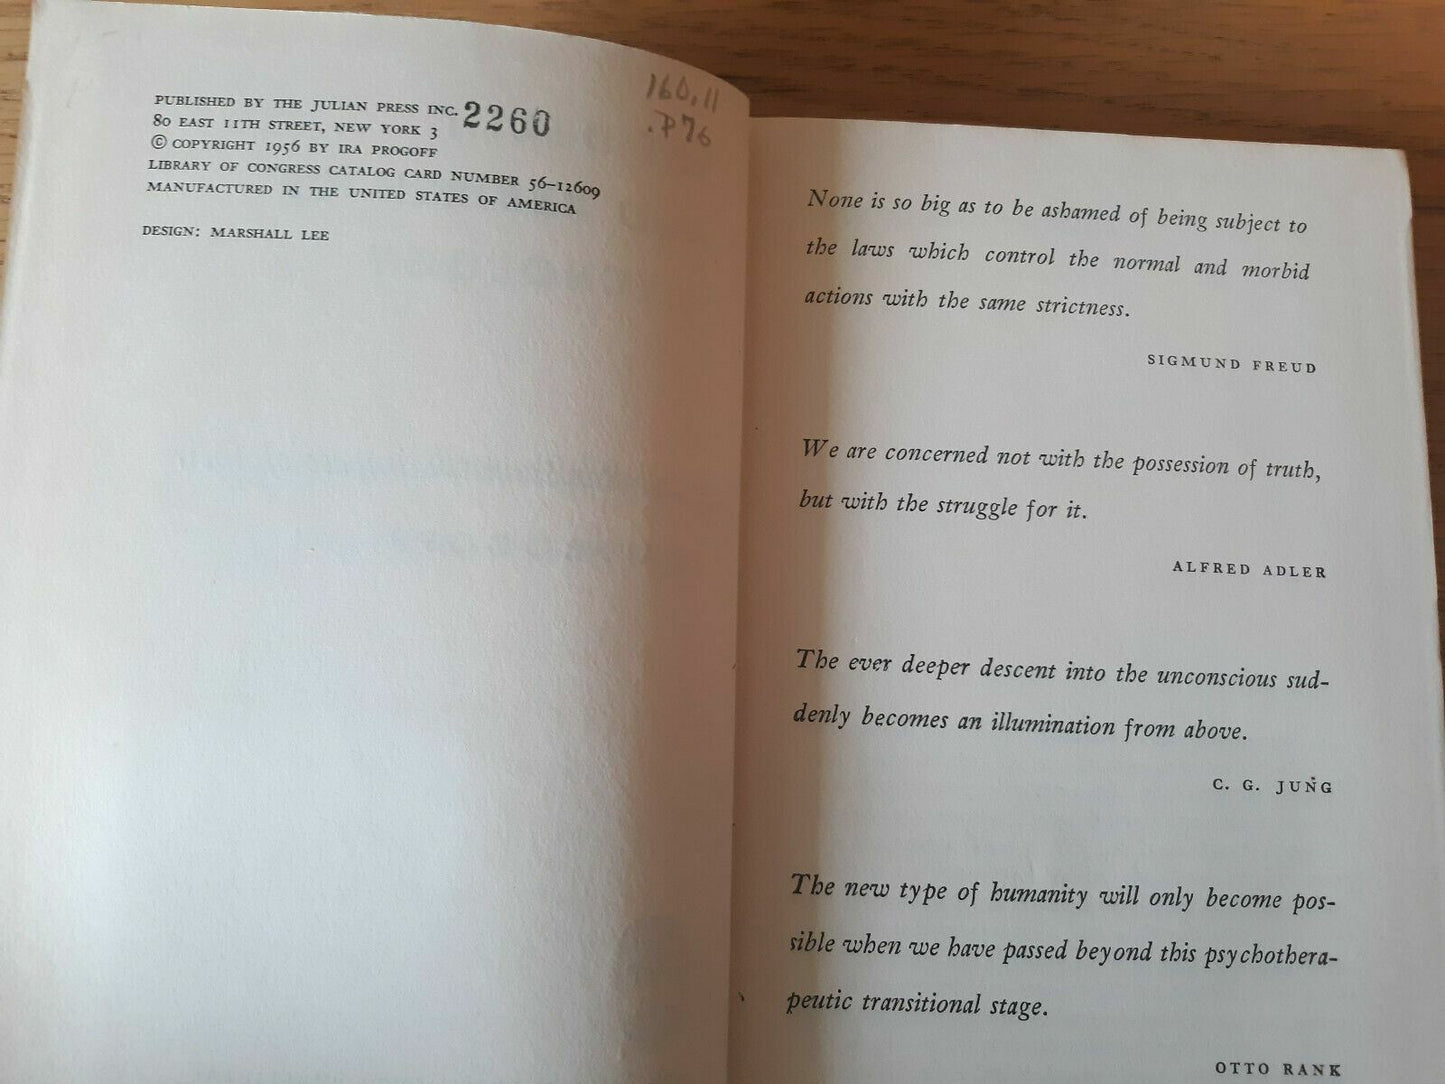 PUBLISHED BY THE JULIAN PRESS INC. 2260
80 EAST 11TH STREET, NEW YORK 3
© COPYRIGHT 1956 BY IRA PROGOFF
LIBRARY OF CONGRESS CATALOG CARD NUMBER 56-12609
MANUFACTURED IN THE UNITED STATES OF AMERICA
DESIGN: MARSHALL LEE
160.11
.P76
None is so big as to be ashamed of being subject to
the laws which control the normal and morbid
actions with the same strictness.
SIGMUND FREUD
We are concerned not with the possession of truth,
but with the struggle for it.
ALFRED ADLER
The ever deeper descent into the unconscious sud-
denly becomes an illumination from above.
C. G. JUNG
The new type of humanity will only become pos-
sible when we have passed beyond this psychothera-
peutic transitional stage.
OTTO RANK